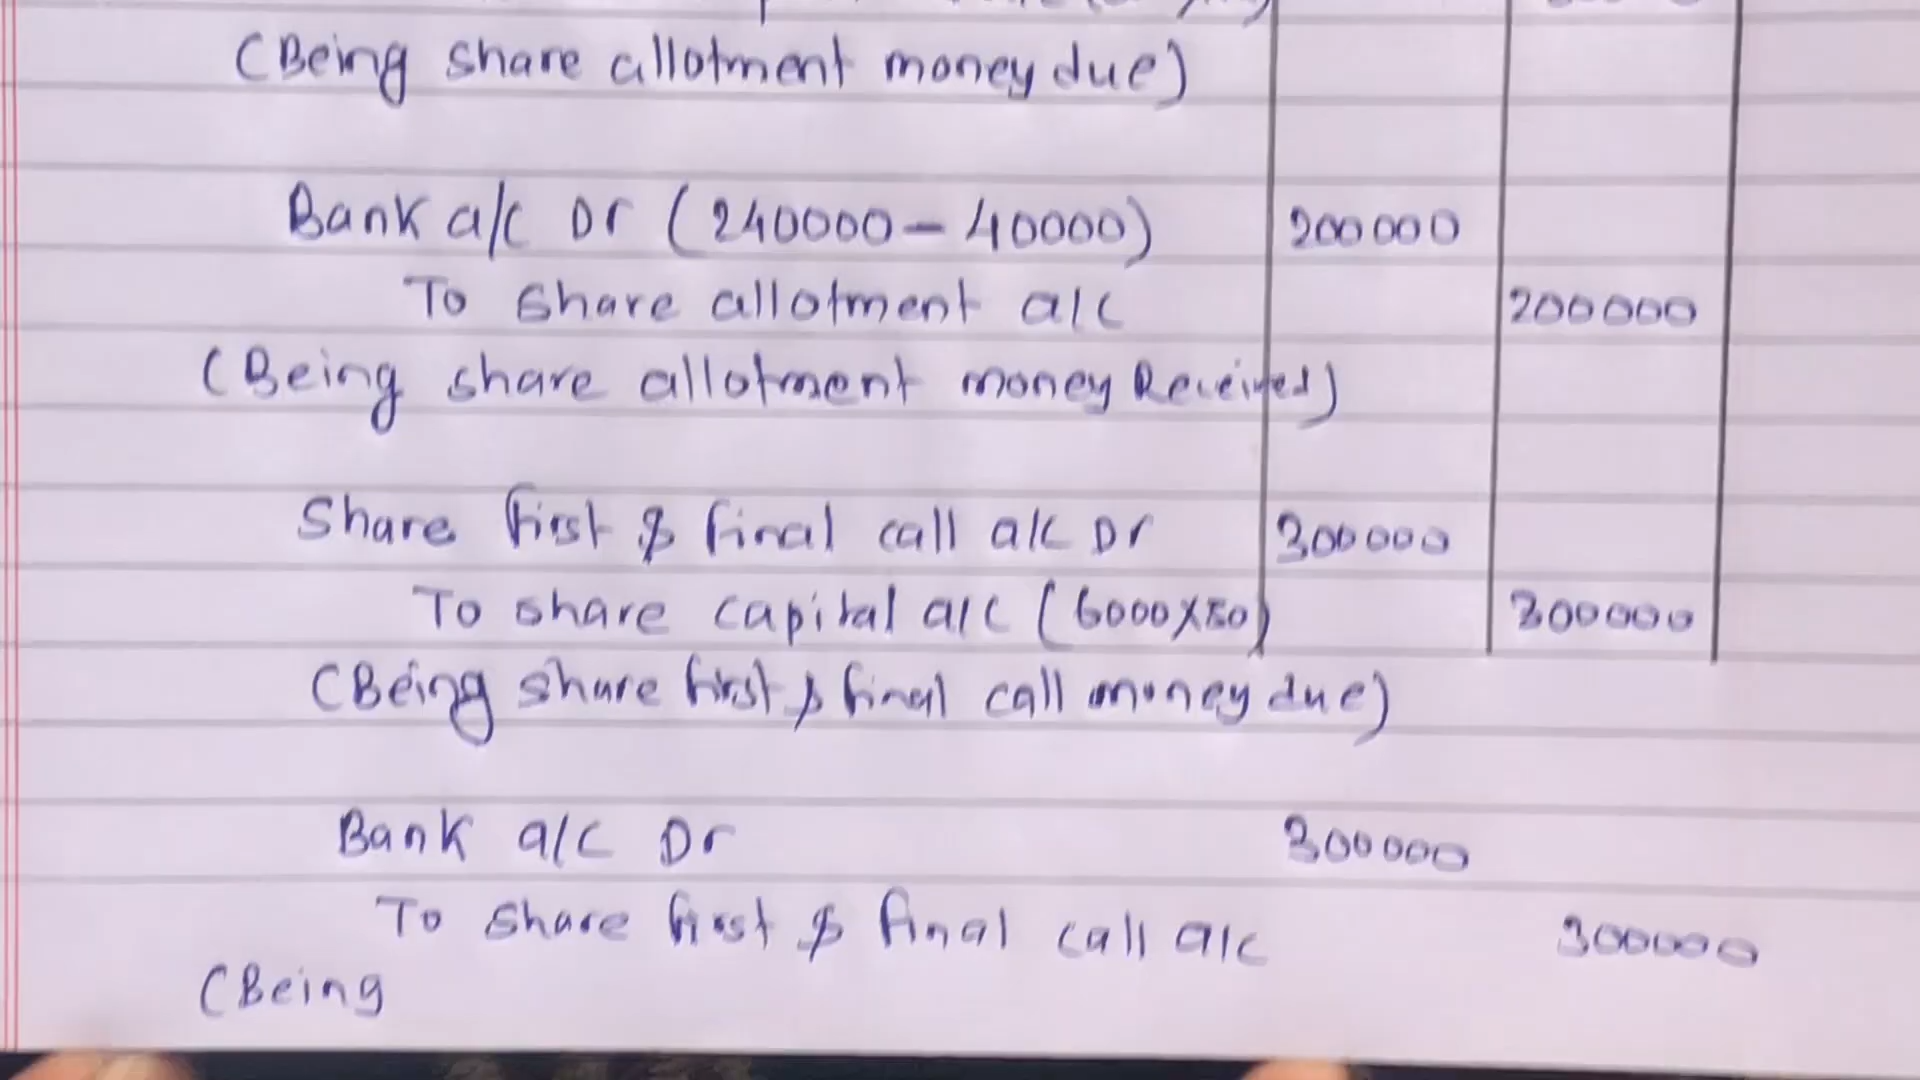 (Being share allotment money due)
Bank a/c Dr (240000-40000) 200000
To share allotment a/c 200000
(Being share allotment money Received)
Share first & final call a/c Dr 300000
To share capital a/c (6000x50) 300000
(Being share first & final call money due)
Bank a/c Dr 300000
To share first & final call a/c 300000
(Being